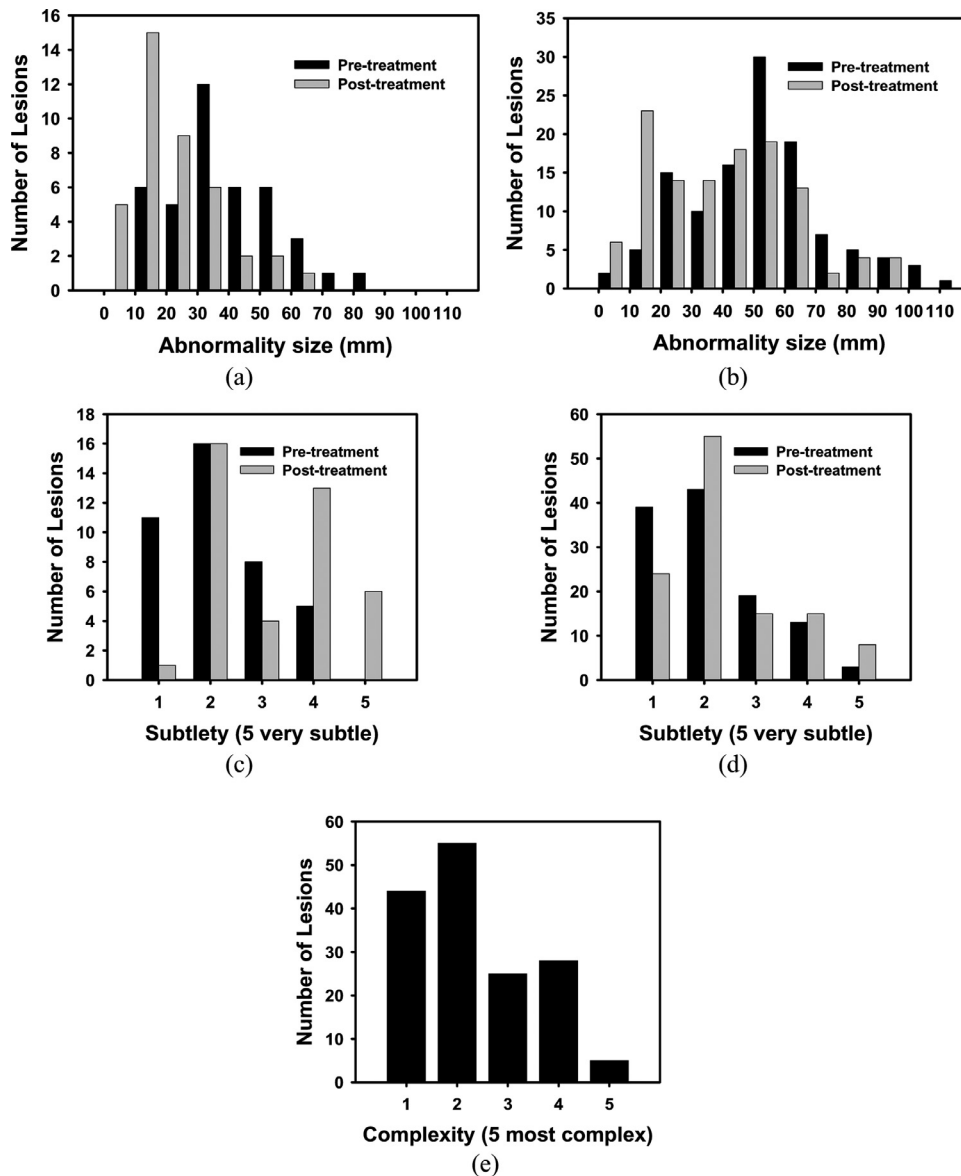 16
14
12
10
8
6
4
2
0
Number of Lesions
Pre-treatment
Post-treatment
0 10 20 30 40 50 60 70 80 90 100 110
Abnormality size (mm)
(a)
35
30
25
20
15
10
5
0
Number of Lesions
Pre-treatment
Post-treatment
0 10 20 30 40 50 60 70 80 90 100 110
Abnormality size (mm)
(b)
18
16
14
12
10
8
6
4
2
0
Number of Lesions
Pre-treatment
Post-treatment
1 2 3 4 5
Subtlety (5 very subtle)
(c)
60
50
40
30
20
10
0
Number of Lesions
Pre-treatment
Post-treatment
1 2 3 4 5
Subtlety (5 very subtle)
(d)
60
50
40
30
20
10
0
Number of Lesions
1 2 3 4 5
Complexity (5 most complex)
(e)